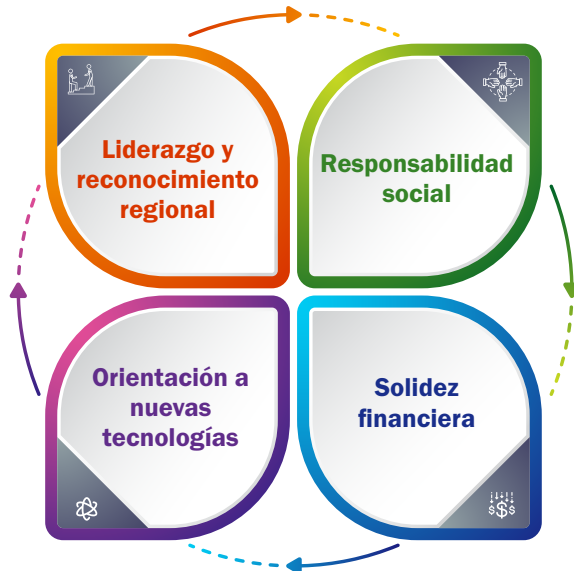 Liderazgo y
reconocimiento
regional
Responsabilidad
social
Orientación a
nuevas
tecnologías
Solidez
financiera